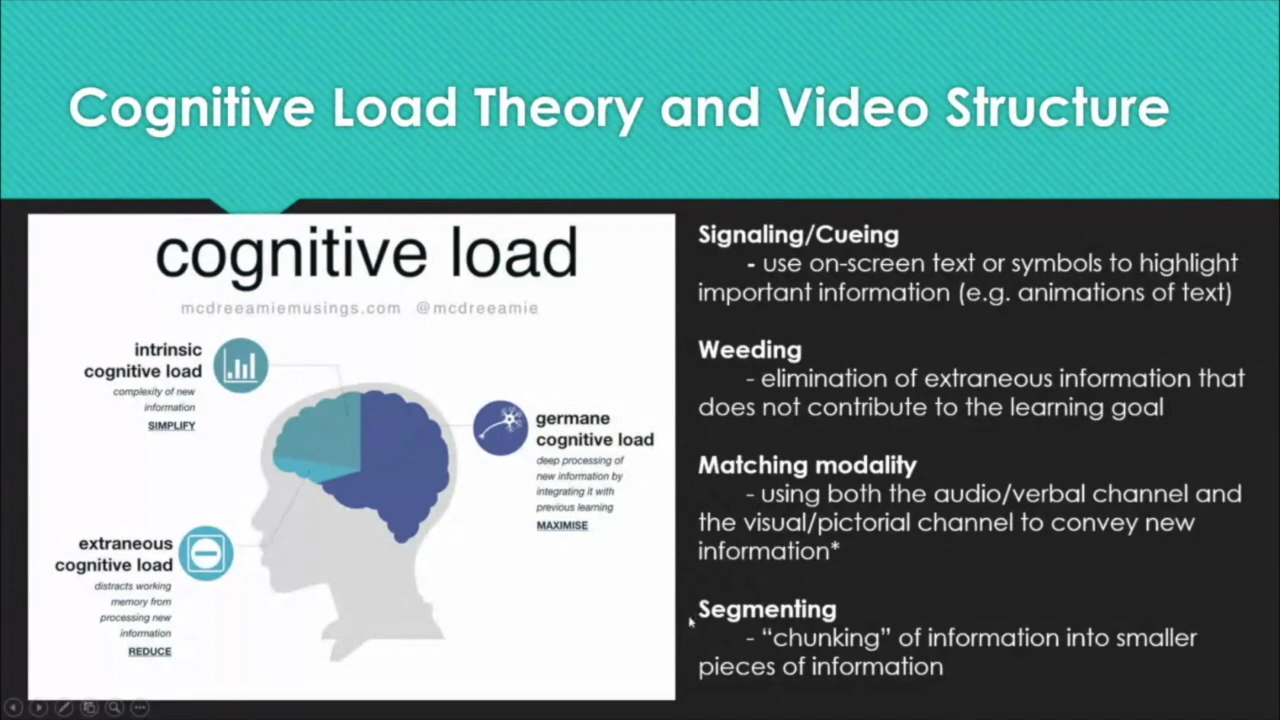 Cognitive Load Theory and Video Structure
cognitive load
mcdreeamiemusings.com @mcdreeamie
intrinsic
cognitive load
complexity of new
information
SIMPLIFY
germane
cognitive load
deep processing of
new information by
integrating it with
previous learning
MAXIMISE
extraneous
cognitive load
distracts working
memory from
processing new
information
REDUCE
Signaling/Cueing
- use on-screen text or symbols to highlight
important information (e.g. animations of text)
Weeding
- elimination of extraneous information that
does not contribute to the learning goal
Matching modality
- using both the audio/verbal channel and
the visual/pictorial channel to convey new
information*
Segmenting
- “chunking” of information into smaller
pieces of information